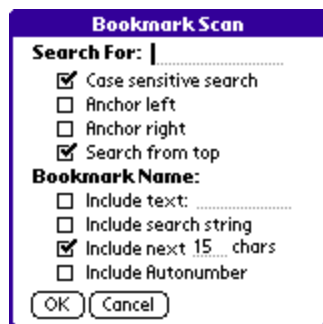 Bookmark Scan
Search For:
Case sensitive search
Anchor left
Anchor right
Search from top
Bookmark Name:
Include text:
Include search string
Include next 15 chars
Include Autonumber
OK Cancel